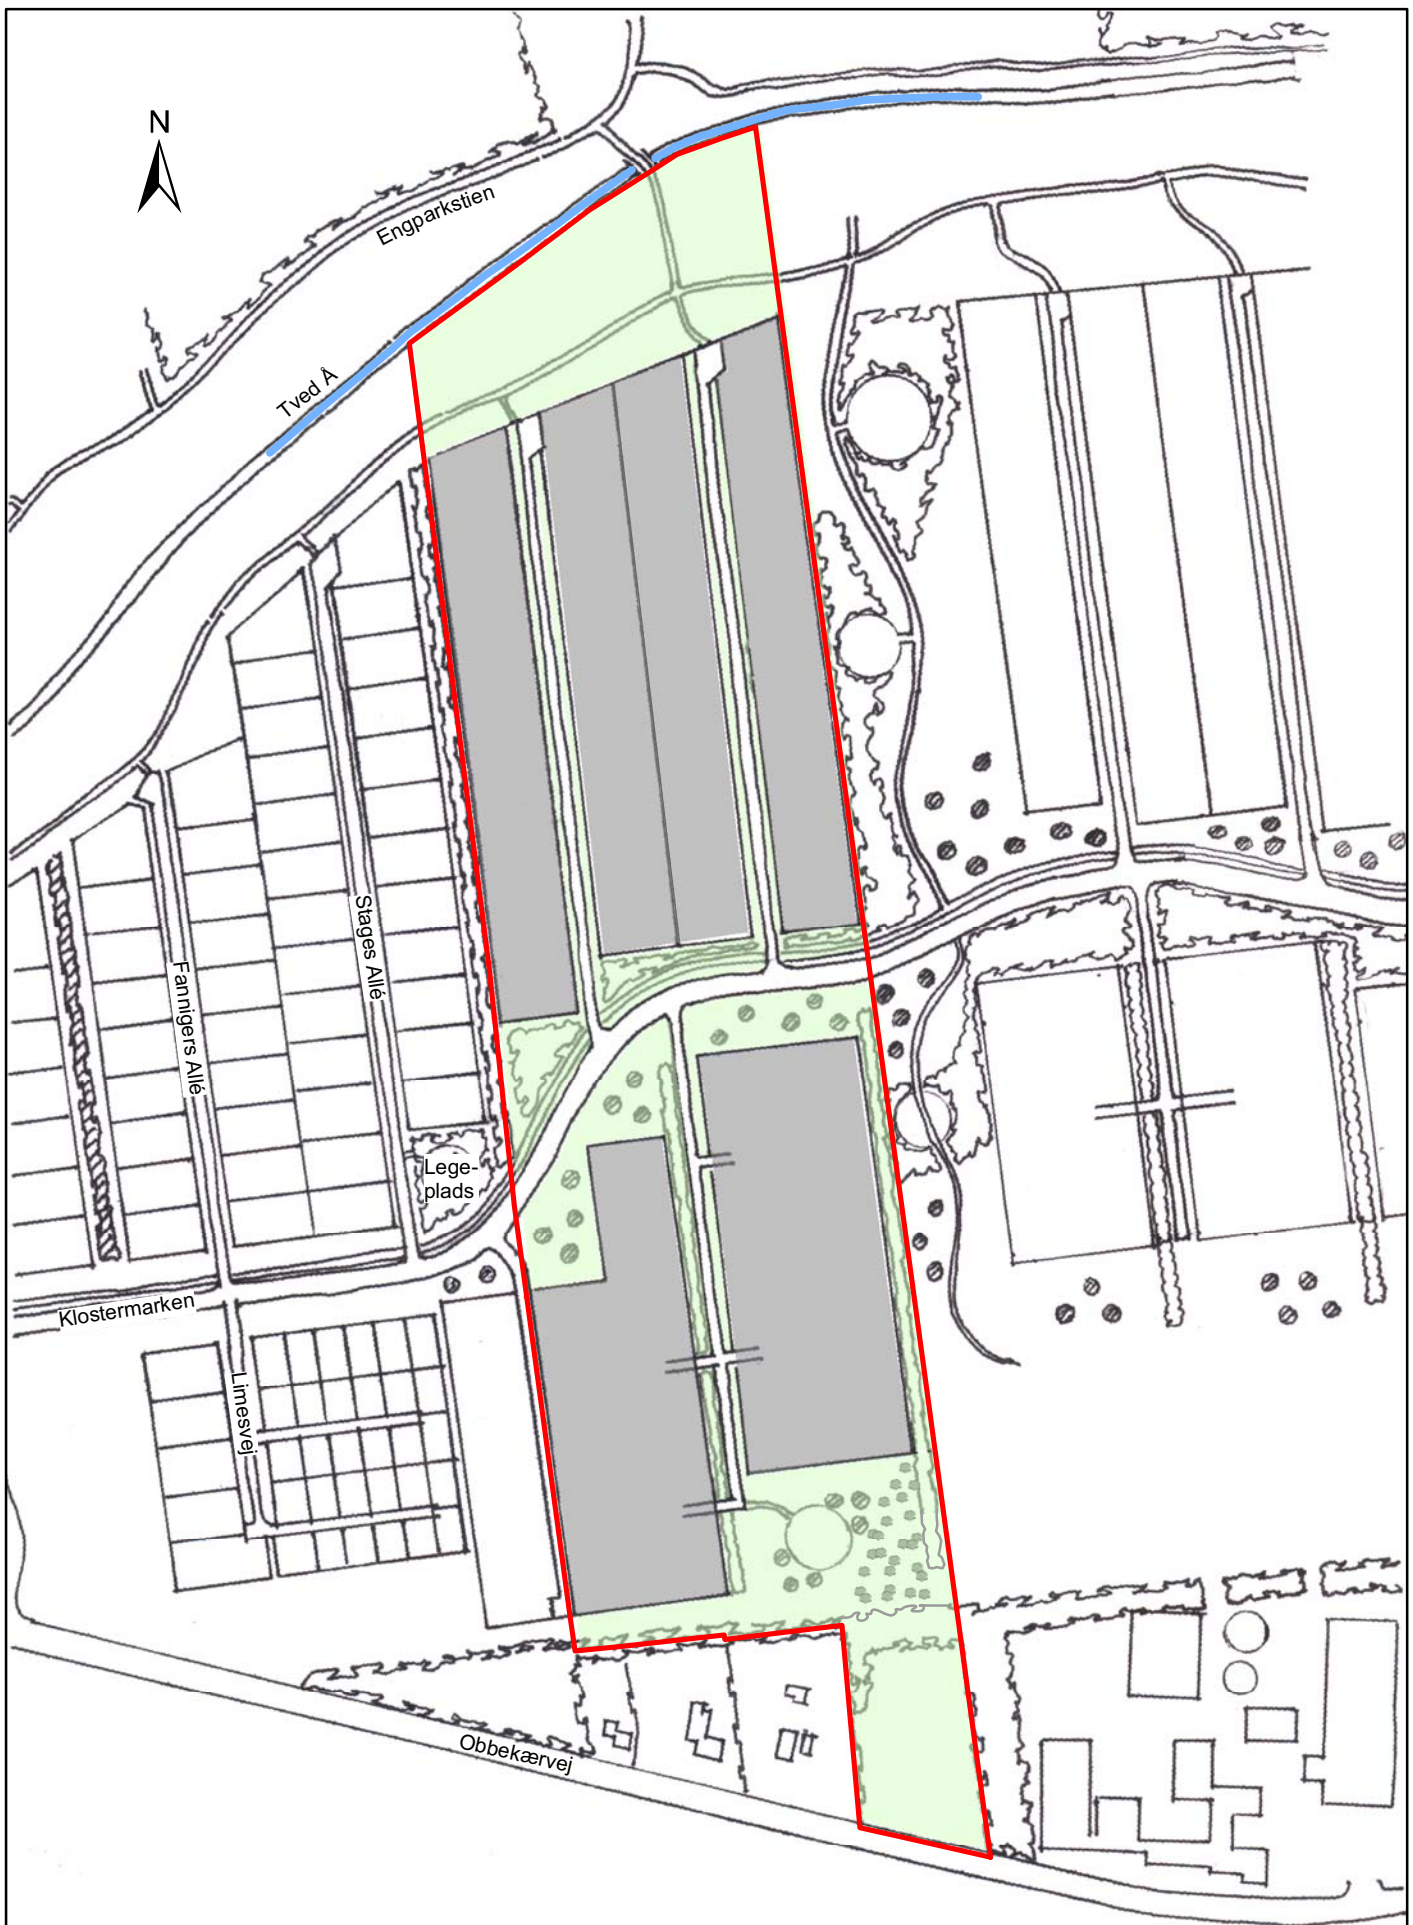 N
Engparkstien
Tved Å
Stages Allé
Fannigers Allé
Lege-
plads
Klostermarken
Limesvej
Obbekærvej